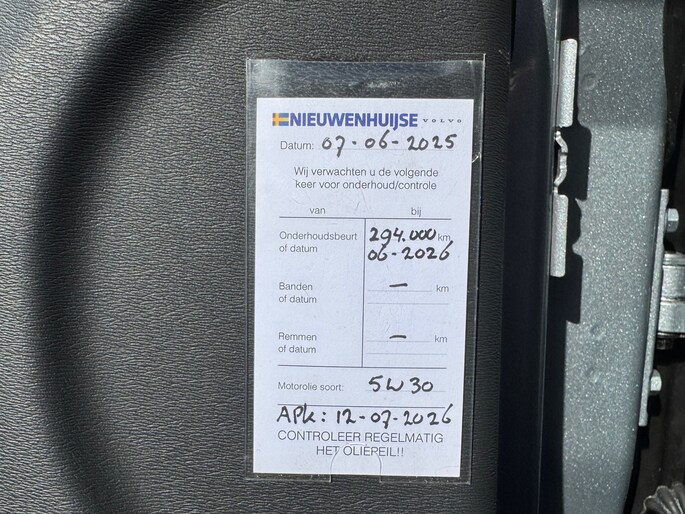 NIEUWENHUIJSE VOLVO
Datum: 07-06-2025
Wij verwachten u de volgende
keer voor onderhoud/controle
van bij
Onderhoudsbeurt 294.000 km
of datum 06-2026
Banden — km
of datum
Remmen — km
of datum
Motorolie soort: 5W30
APK: 12-07-2026
CONTROLEER REGELMATIG
HET OLIEPEIL!!